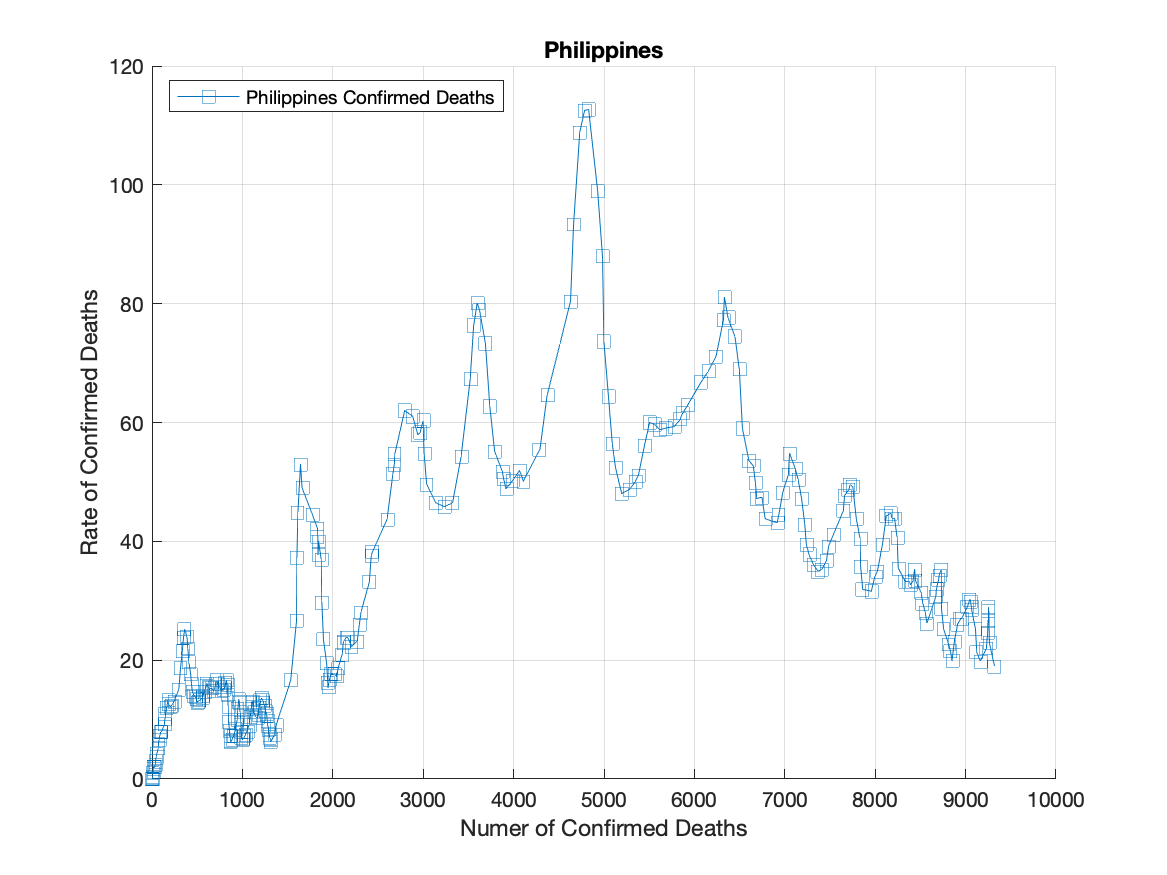 Philippines
Philippines Confirmed Deaths
120
100
80
60
40
20
0
Rate of Confirmed Deaths
0 1000 2000 3000 4000 5000 6000 7000 8000 9000 10000
Numer of Confirmed Deaths